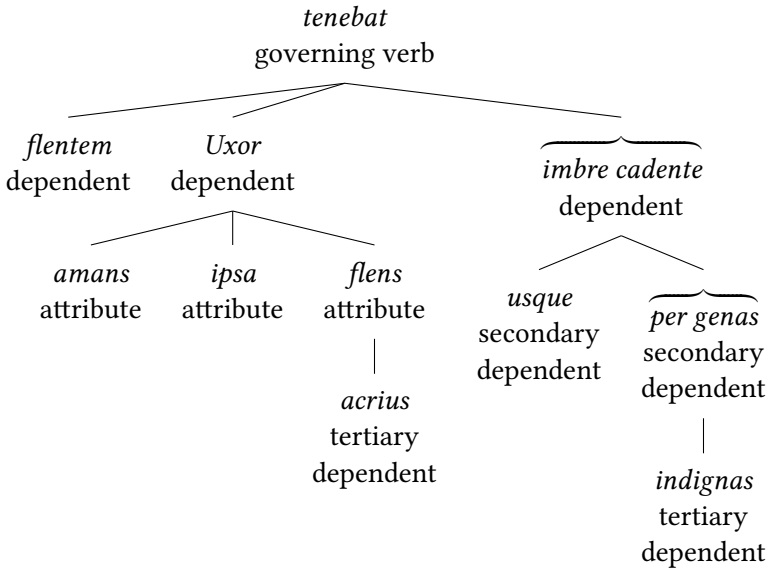 tenebat
governing verb
flentem
dependent
Uxor
dependent
imbre cadente
dependent
amans
attribute
ipsa
attribute
flens
attribute
usque
secondary
dependent
per genas
secondary
dependent
acrius
tertiary
dependent
indignas
tertiary
dependent